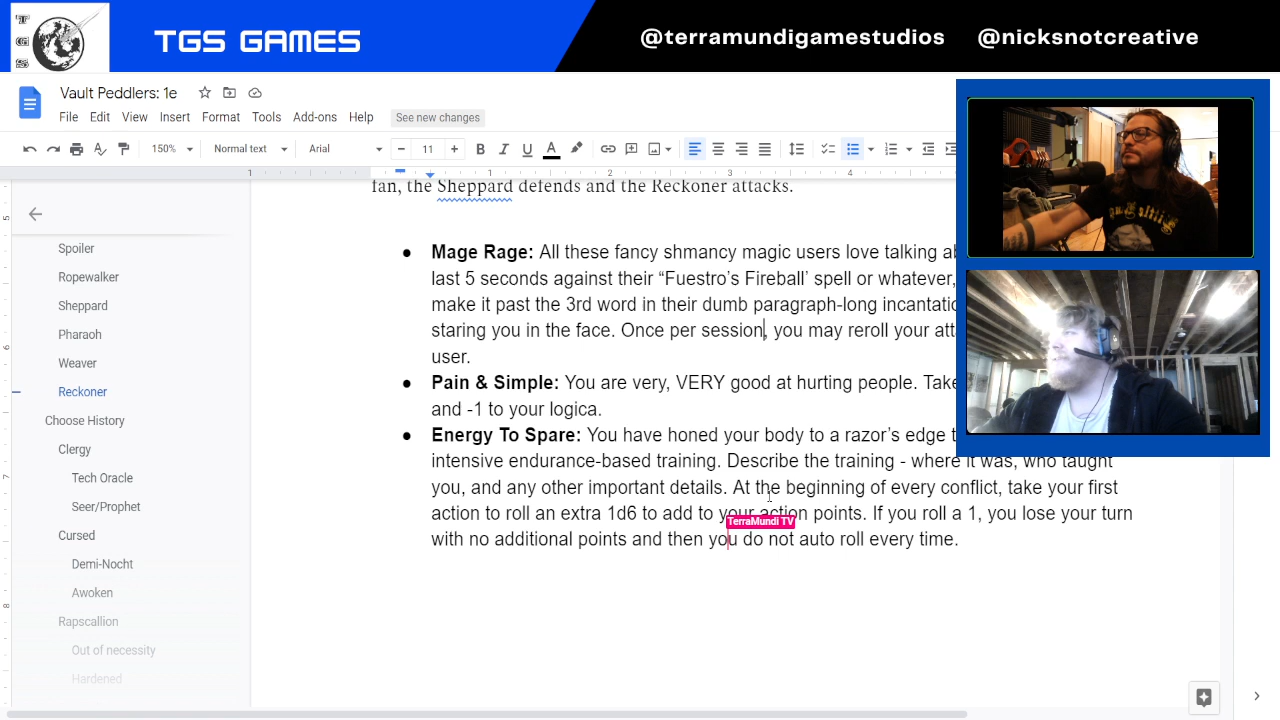 T
G
S
TGS GAMES
@terramundigamestudios @nicksnotcreative
Vault Peddlers: 1e
File Edit View Insert Format Tools Add-ons Help See new changes
150% Normal text Arial 11
1 1 2 3 4
fan, the Sheppard defends and the Reckoner attacks.
Spoiler
Ropewalker
Sheppard
Pharaoh
Weaver
Reckoner
Choose History
Clergy
Tech Oracle
Seer/Prophet
Cursed
Demi-Nocht
Awoken
Rapscallion
Out of necessity
Hardened
5
6
7
8
● Mage Rage: All these fancy shmancy magic users love talking
last 5 seconds against their “Fuestro’s Fireball’ spell or whatever,
make it past the 3rd word in their dumb paragraph-long
staring you in the face. Once per session, you may reroll your
user.
● Pain & Simple: You are very, VERY good at hurting people. Take
and -1 to your logica.
● Energy To Spare: You have honed your body to a razor’s edge
intensive endurance-based training. Describe the training - where it was, who taught
you, and any other important details. At the beginning of every conflict, take your first
action to roll an extra 1d6 to add to your action points. If you roll a 1, you lose your turn
TerraMundi TV
with no additional points and then you do not auto roll every time.